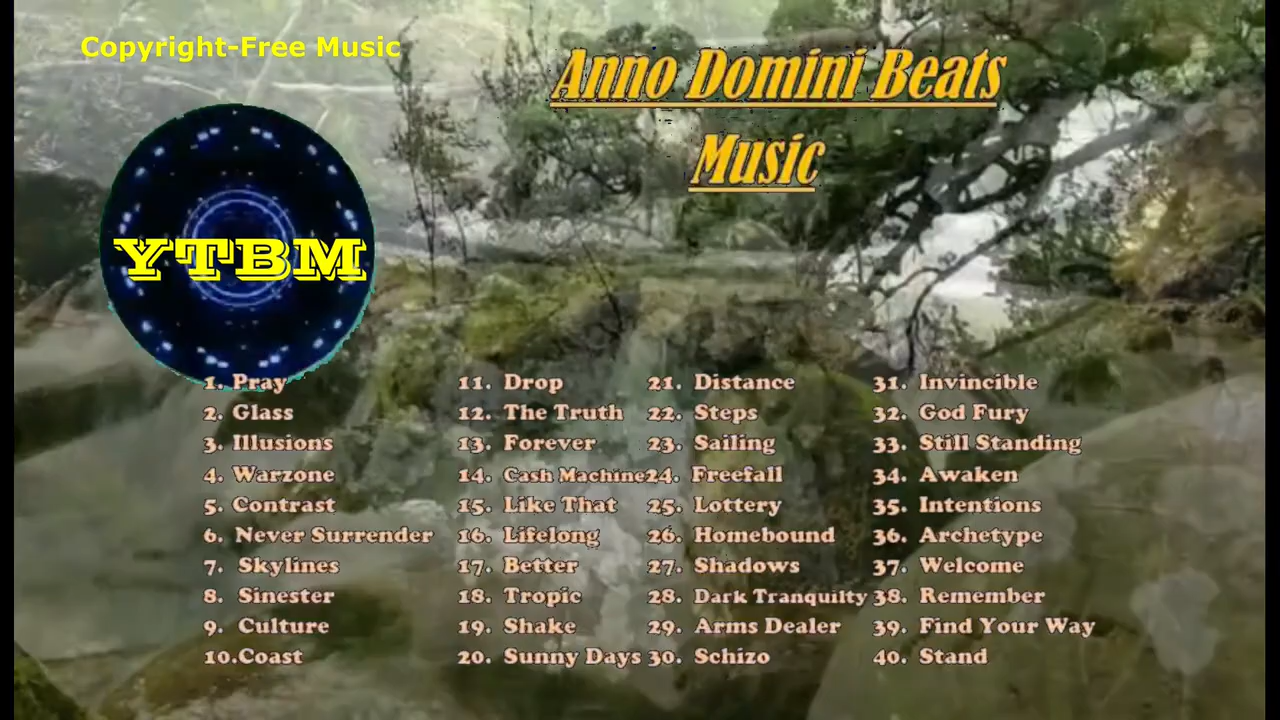 Copyright-Free Music
Anno Domini Beats
Music
YTBM
1. Pray
2. Glass
3. Illusions
4. Warzone
5. Contrast
6. Never Surrender
7. Skylines
8. Sinester
9. Culture
10.Coast
11. Drop
12. The Truth
13. Forever
14. Cash Machine
15. Like That
16. Lifelong
17. Better
18. Tropic
19. Shake
20. Sunny Days
21. Distance
22. Steps
23. Sailing
24. Freefall
25. Lottery
26. Homebound
27. Shadows
28. Dark Tranquilty
29. Arms Dealer
30. Schizo
31. Invincible
32. God Fury
33. Still Standing
34. Awaken
35. Intentions
36. Archetype
37. Welcome
38. Remember
39. Find Your Way
40. Stand